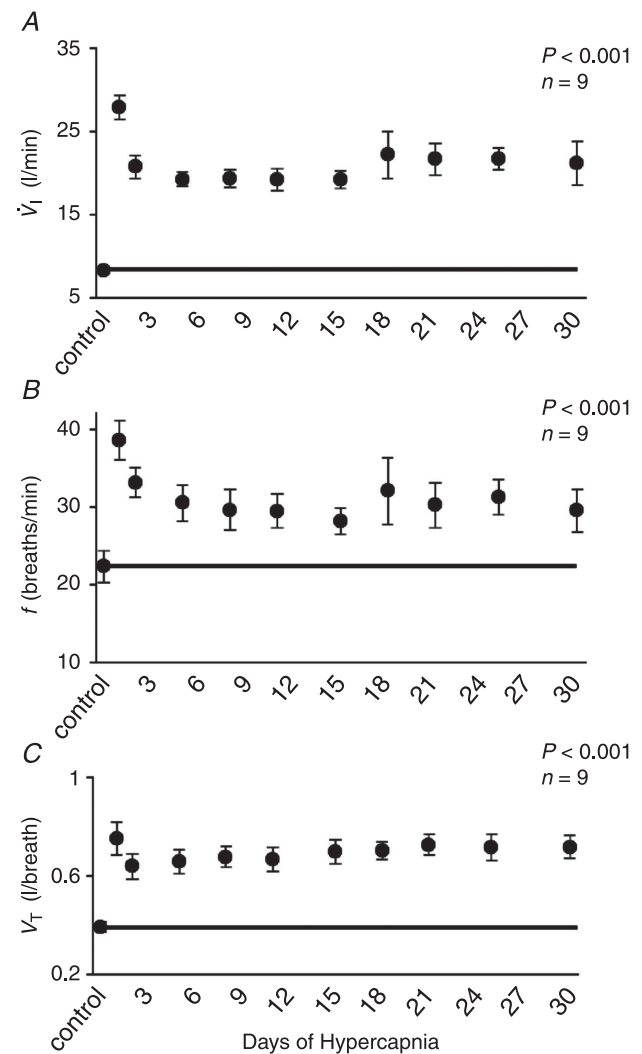 A
P < 0.001
n = 9
35
25
15
5
V̇I (l/min)
control 3 6 9 12 15 18 21 24 27 30
B
P < 0.001
n = 9
40
30
20
10
f (breaths/min)
control 3 6 9 12 15 18 21 24 27 30
C
P < 0.001
n = 9
1
0.6
0.2
VT (l/breath)
control 3 6 9 12 15 18 21 24 27 30
Days of Hypercapnia